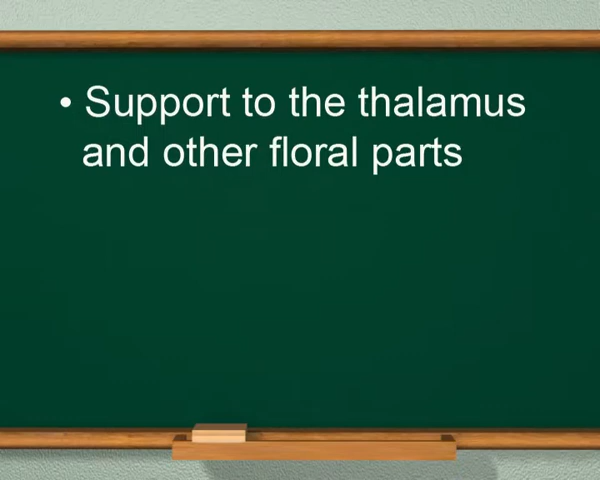 • Support to the thalamus
and other floral parts